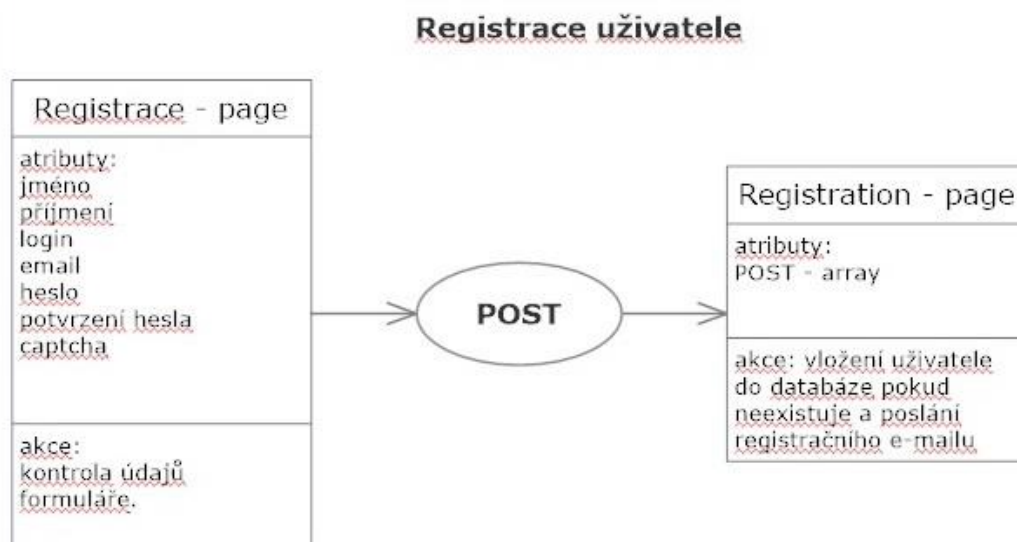 Registrace uživatele
Registrace - page
atributy:
jméno
příjmení
login
email
heslo
potvrzení hesla
captcha
akce:
kontrola údajů
formuláře.
POST
Registration - page
atributy:
POST - array
akce: vložení uživatele
do databáze pokud
neexistuje a poslání
registračního e-mailu